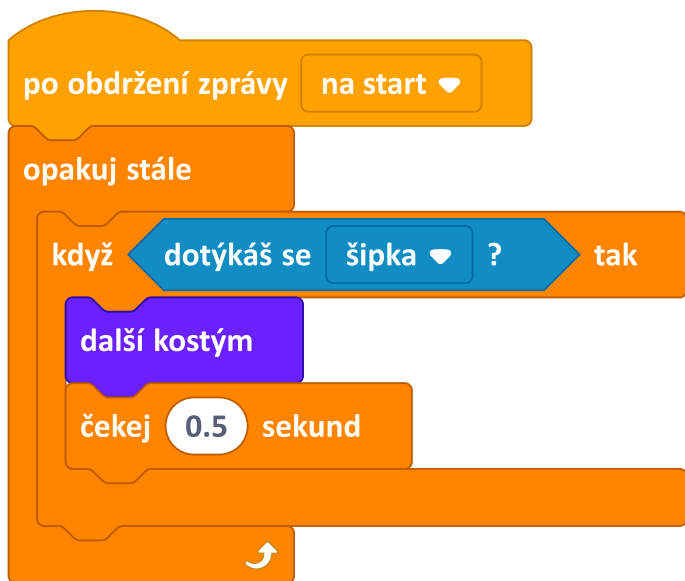 po obdržení zprávy na start
opakuj stále
když dotýkáš se šipka ? tak
další kostým
čekej 0.5 sekund